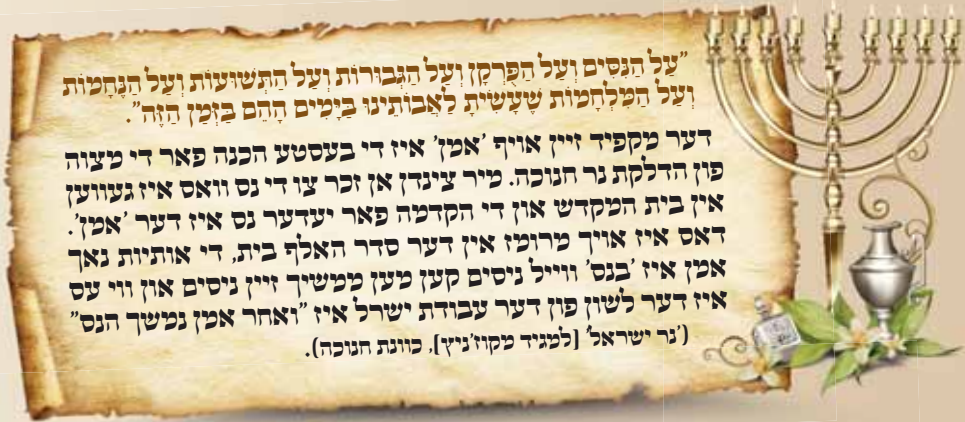 "עַל הַנִּסִּים וְעַל הַפֻּרְקָן וְעַל הַגְּבוּרוֹת וְעַל הַתְּשׁוּעוֹת וְעַל הַנֶּחָמוֹת
וְעַל הַמִּלְחָמוֹת שֶׁעָשִׂיתָ לַאֲבוֹתֵינוּ בַּיָּמִים הָהֵם בַּזְּמַן הַזֶּה".
דער מקפיד זיין אויף 'אמן' איז די בעסטע הכנה פאר די מצוה
פון הדלקת נר חנוכה. מיר צינדן אן זכר צו די נס וואס איז געווען
אין בית המקדש און די הקדמה פאר יעדער נס איז דער 'אמן'.
דאס איז אויך מרומז אין דער סדר האלף בית, די אותיות נאך
אמן איז 'בנס' ווייל ניסים קען מען ממשיך זיין ניסים און ווי עס
איז דער לשון פון דער עבודת ישרל איז "ואחר אמן נמשך הנס"
('נר ישראל' [למגיד מקוז'ניץ], כוונת חנוכה).